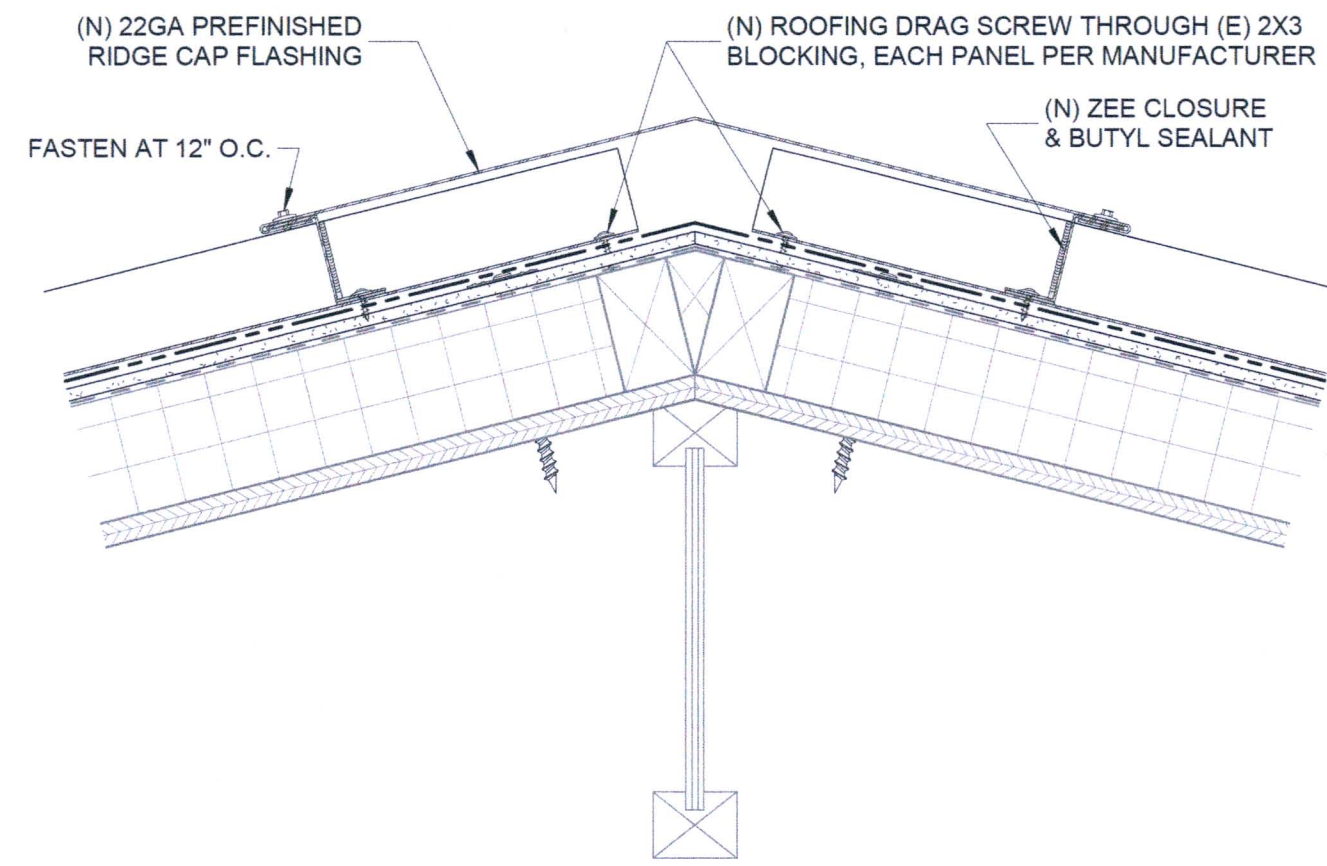 (N) 22GA PREFINISHED
RIDGE CAP FLASHING
(N) ROOFING DRAG SCREW THROUGH (E) 2X3
BLOCKING, EACH PANEL PER MANUFACTURER
(N) ZEE CLOSURE
& BUTYL SEALANT
FASTEN AT 12" O.C.